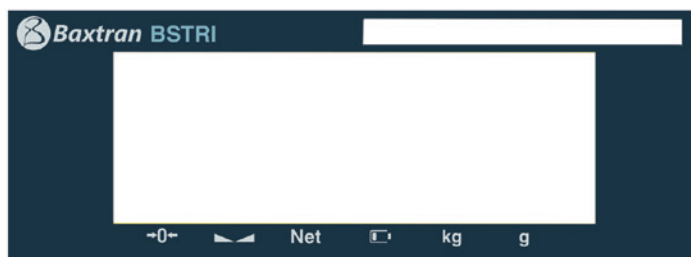 Baxtran BSTRI
→0← Net kg g